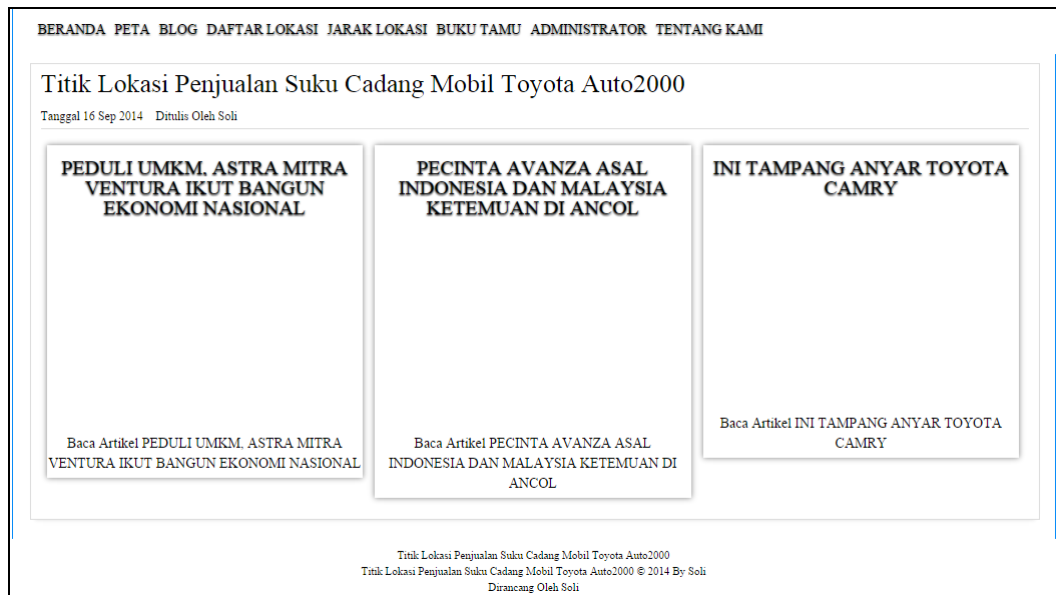 BERANDA PETA BLOG DAFTAR LOKASI JARAK LOKASI BUKU TAMU ADMINISTRATOR TENTANG KAMI
Titik Lokasi Penjualan Suku Cadang Mobil Toyota Auto2000
Tanggal 16 Sep 2014 Ditulis Oleh Soli
PEDULI UMKM, ASTRA MITRA
VENTURA IKUT BANGUN
EKONOMI NASIONAL
Baca Artikel PEDULI UMKM, ASTRA MITRA
VENTURA IKUT BANGUN EKONOMI NASIONAL
PECINTA AVANZA ASAL
INDONESIA DAN MALAYSIA
KETEMUAN DI ANCOL
Baca Artikel PECINTA AVANZA ASAL
INDONESIA DAN MALAYSIA KETEMUAN DI
ANCOL
INI TAMPANG ANYAR TOYOTA
CAMRY
Baca Artikel INI TAMPANG ANYAR TOYOTA
CAMRY
Titik Lokasi Penjualan Suku Cadang Mobil Toyota Auto2000
Titik Lokasi Penjualan Suku Cadang Mobil Toyota Auto2000 © 2014 By Soli
Dirancang Oleh Soli